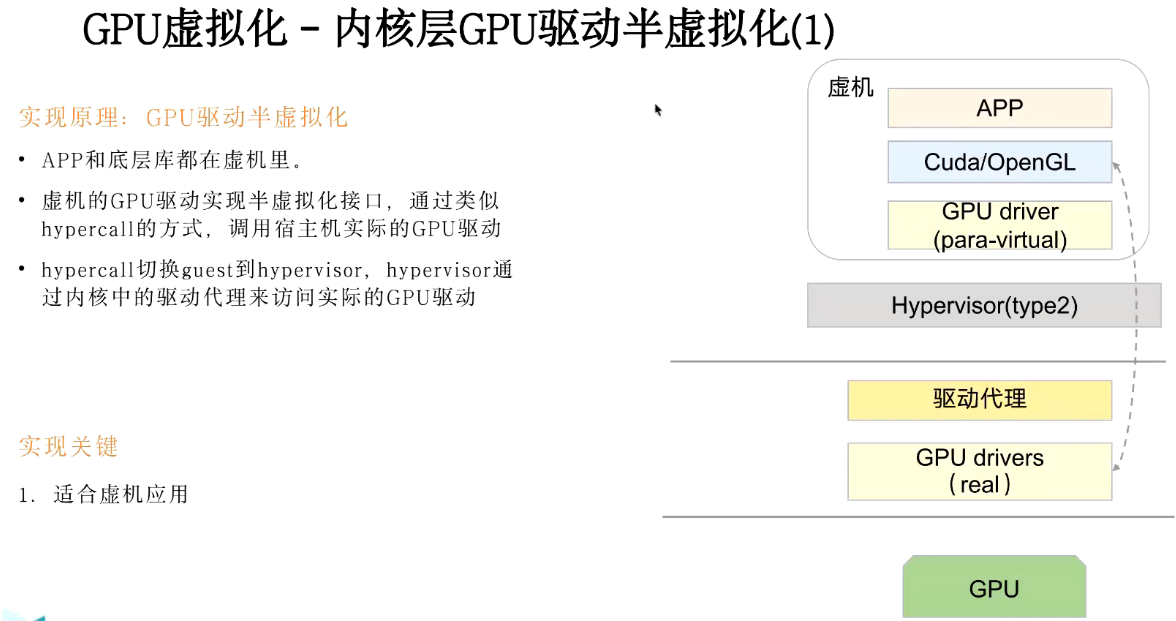 GPU虚拟化 – 内核层GPU驱动半虚拟化(1)
实现原理：GPU驱动半虚拟化
• APP和底层库都在虚机里。
• 虚机的GPU驱动实现半虚拟化接口，通过类似
hypercall的方式，调用宿主机实际的GPU驱动
• hypercall切换guest到hypervisor，hypervisor通
过内核中的驱动代理来访问实际的GPU驱动
实现关键
1. 适合虚机应用
虚机
APP
Cuda/OpenGL
GPU driver
(para-virtual)
Hypervisor(type2)
驱动代理
GPU drivers
（real）
GPU